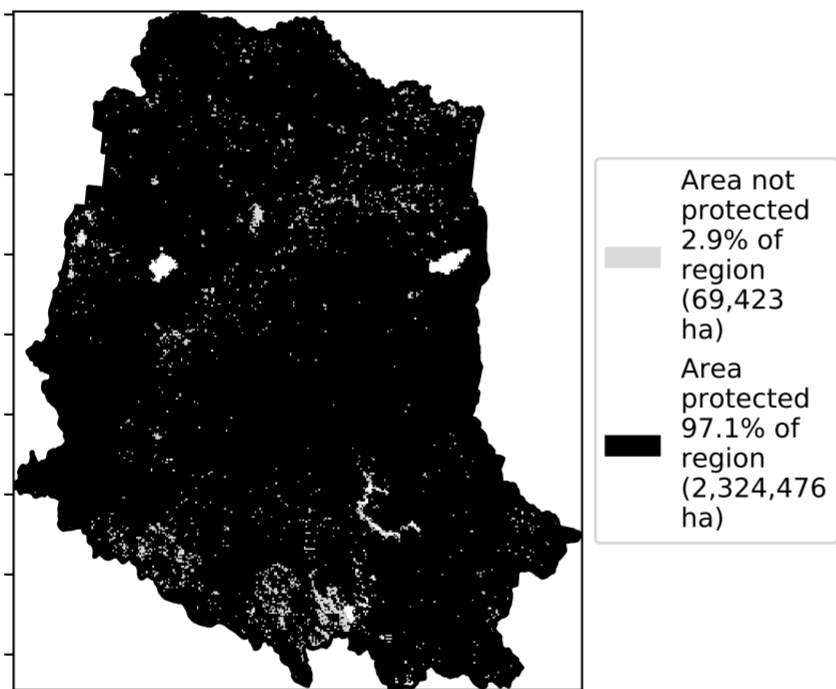 Area not
protected
2.9% of
region
(69,423
ha)
Area
protected
97.1% of
region
(2,324,476
ha)